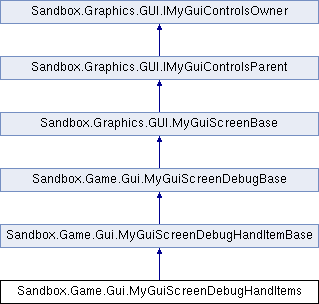 Sandbox.Graphics.GUI.IMyGuiControlsOwner
Sandbox.Graphics.GUI.IMyGuiControlsParent
Sandbox.Graphics.GUI.MyGuiScreenBase
Sandbox.Game.Gui.MyGuiScreenDebugBase
Sandbox.Game.Gui.MyGuiScreenDebugHandItemBase
Sandbox.Game.Gui.MyGuiScreenDebugHandItems